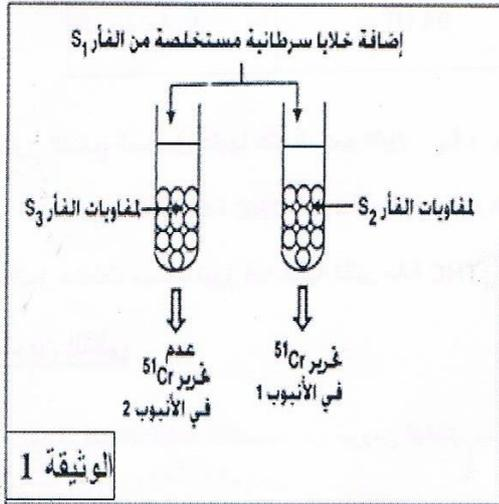 إضافة خلايا سرطانية مستخلصة من الفأر S₁
لمفاويات الفأر S₂
لمفاويات الفأر S₃
تحرير ⁵¹Cr
في الأنبوب 1
عدم
تحرير ⁵¹Cr
في الأنبوب 2
الوثيقة 1